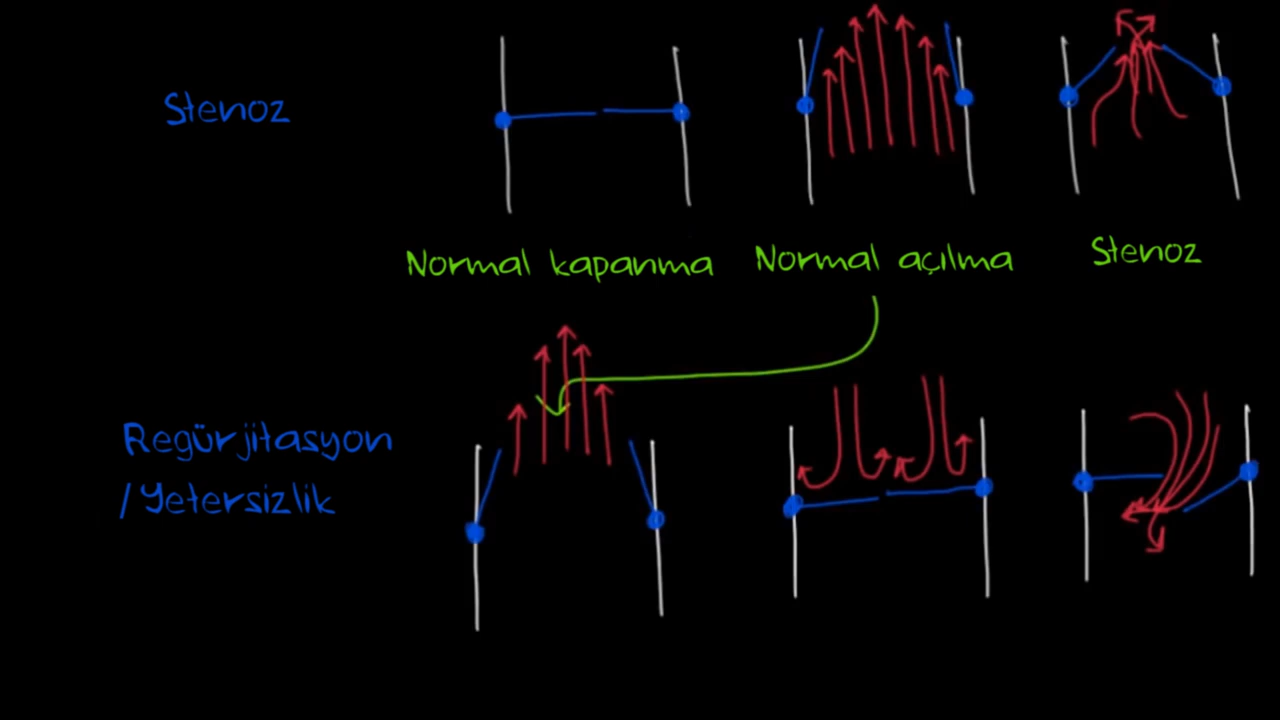 Stenoz
Normal kapanma
Normal açılma
Stenoz
Regürjitasyon
/Yetersizlik